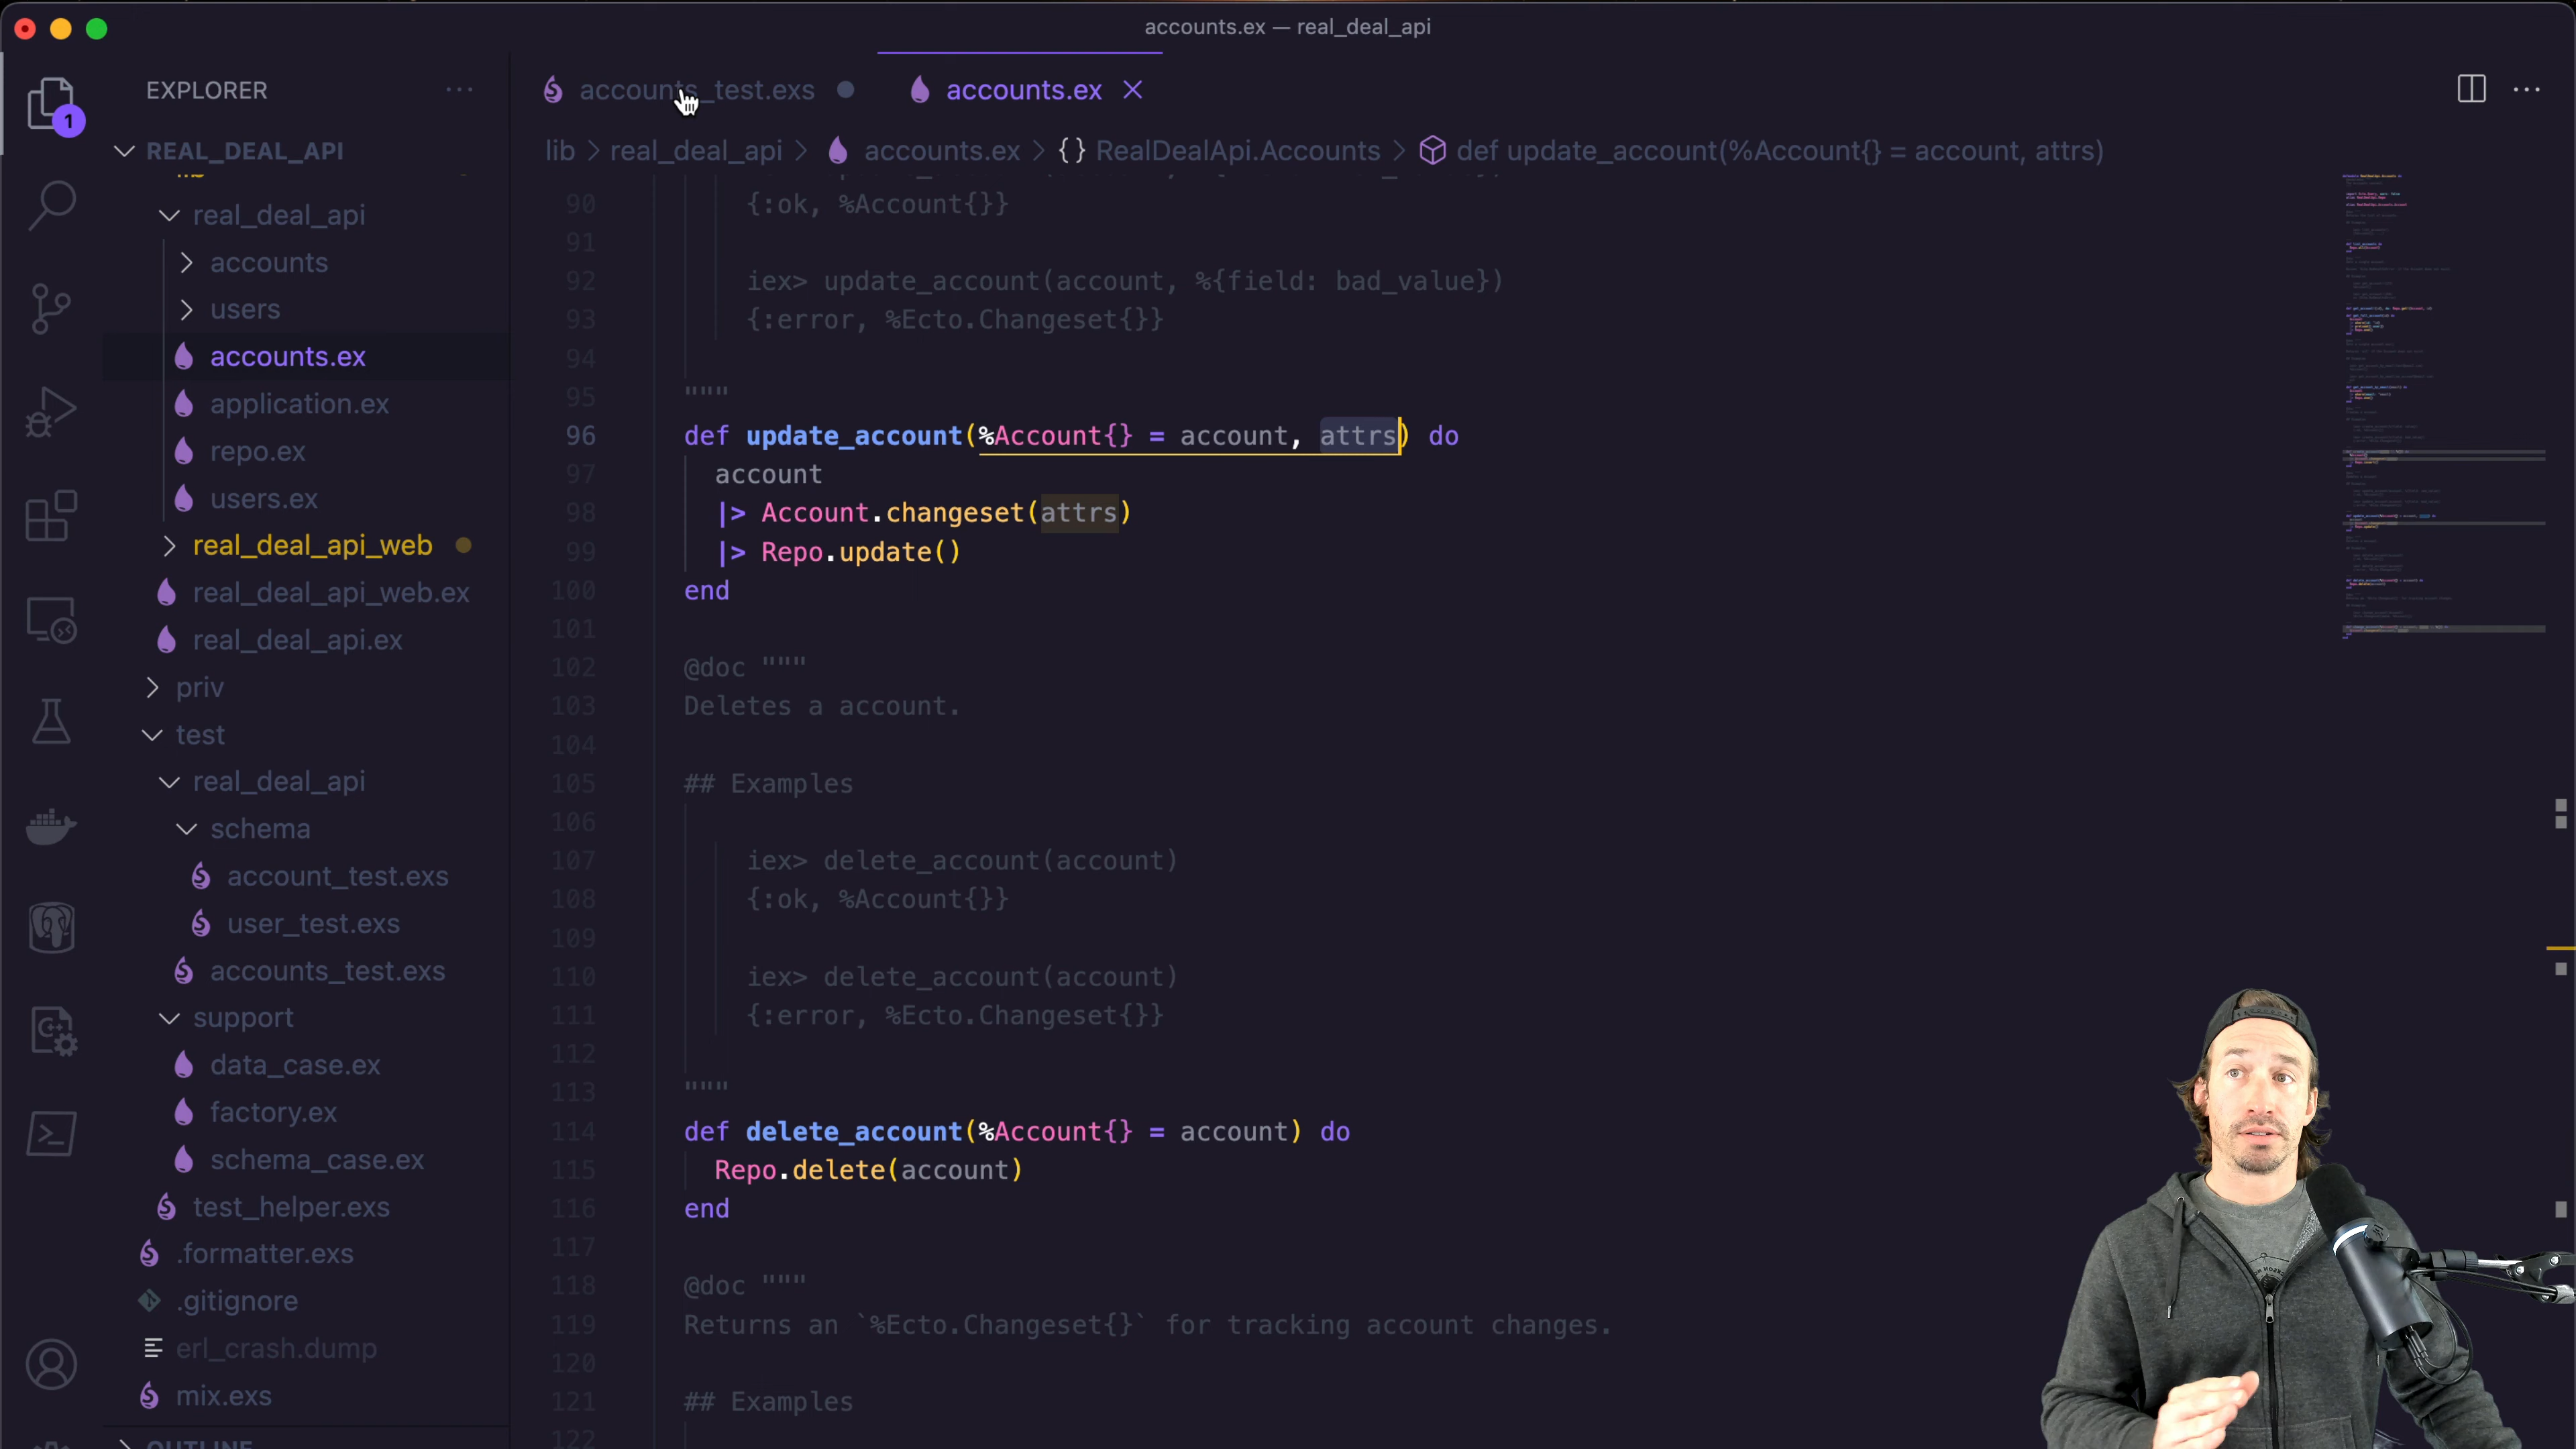 accounts.ex — real_deal_api
EXPLORER
1
REAL_DEAL_API
real_deal_api
accounts
users
accounts.ex
application.ex
repo.ex
users.ex
real_deal_api_web
real_deal_api_web.ex
real_deal_api.ex
priv
test
real_deal_api
schema
account_test.exs
user_test.exs
accounts_test.exs
support
data_case.ex
factory.ex
schema_case.ex
test_helper.exs
.formatter.exs
.gitignore
erl_crash.dump
mix.exs
OUTLINE
accounts_test.exs
accounts.ex
lib > real_deal_api > accounts.ex > {} RealDealApi.Accounts > def update_account(%Account{} = account, attrs)
90 {:ok, %Account{}}
91
92 iex> update_account(account, %{field: bad_value})
93 {:error, %Ecto.Changeset{}}
94
95 """
96 def update_account(%Account{} = account, attrs) do
97 account
98 |> Account.changeset(attrs)
99 |> Repo.update()
100 end
101
102 @doc """
103 Deletes a account.
104
105 ## Examples
106
107 iex> delete_account(account)
108 {:ok, %Account{}}
109
110 iex> delete_account(account)
111 {:error, %Ecto.Changeset{}}
112
113 """
114 def delete_account(%Account{} = account) do
115 Repo.delete(account)
116 end
117
118 @doc """
119 Returns an `%Ecto.Changeset{}` for tracking account changes.
120
121 ## Examples
122